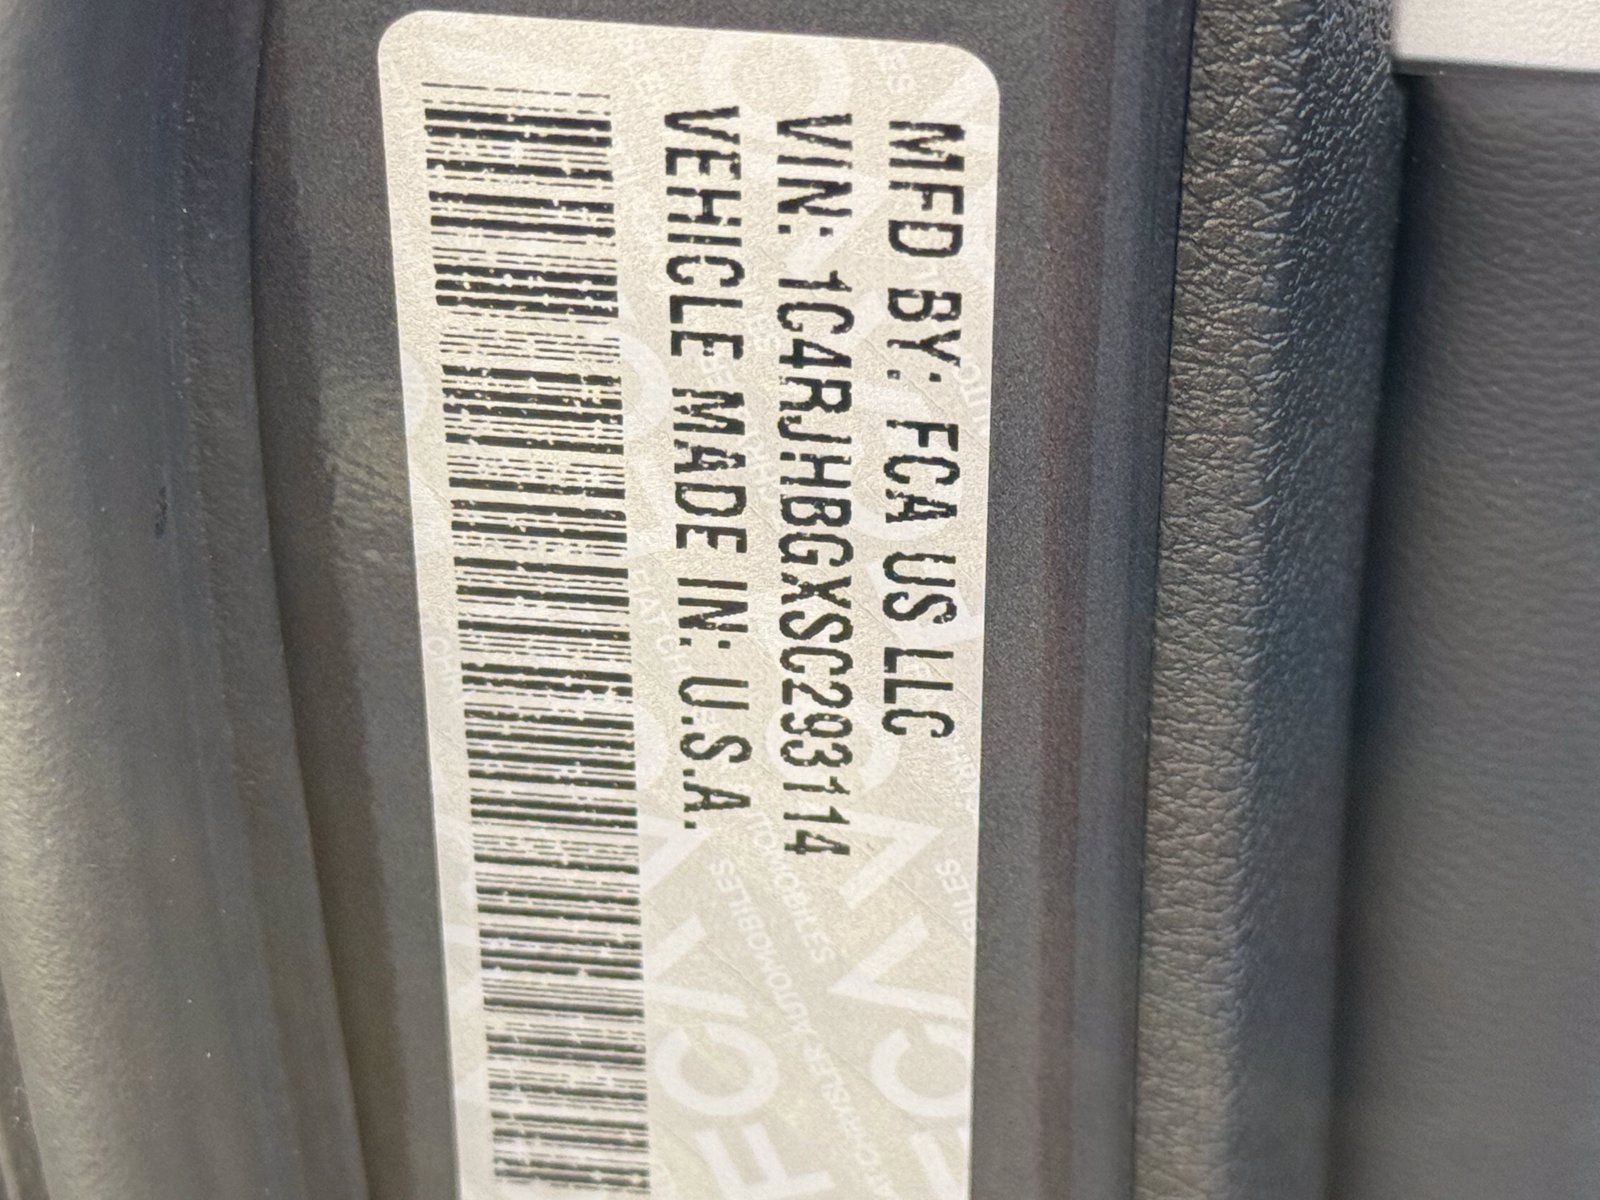 MFD BY: FCA US LLC
VIN: 1C4RJHBGXSC293114
VEHICLE MADE IN: U.S.A.